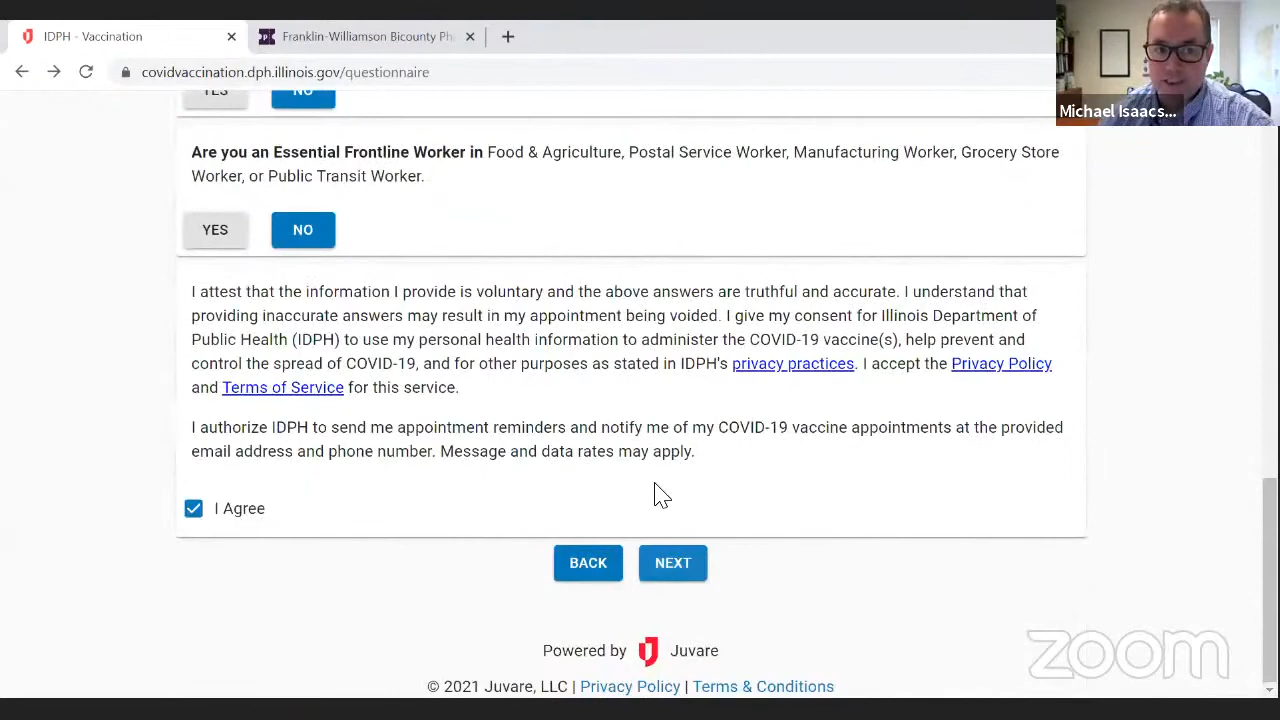 IDPH - Vaccination
Franklin-Williamson Bicounty Ph
covidvaccination.dph.illinois.gov/questionnaire
Michael Isaacs...
YES NO
Are you an Essential Frontline Worker in Food & Agriculture, Postal Service Worker, Manufacturing Worker, Grocery Store
Worker, or Public Transit Worker.
YES NO
I attest that the information I provide is voluntary and the above answers are truthful and accurate. I understand that
providing inaccurate answers may result in my appointment being voided. I give my consent for Illinois Department of
Public Health (IDPH) to use my personal health information to administer the COVID-19 vaccine(s), help prevent and
control the spread of COVID-19, and for other purposes as stated in IDPH's privacy practices. I accept the Privacy Policy
and Terms of Service for this service.
I authorize IDPH to send me appointment reminders and notify me of my COVID-19 vaccine appointments at the provided
email address and phone number. Message and data rates may apply.
I Agree
BACK NEXT
Powered by Juvare
zoom
© 2021 Juvare, LLC | Privacy Policy | Terms & Conditions